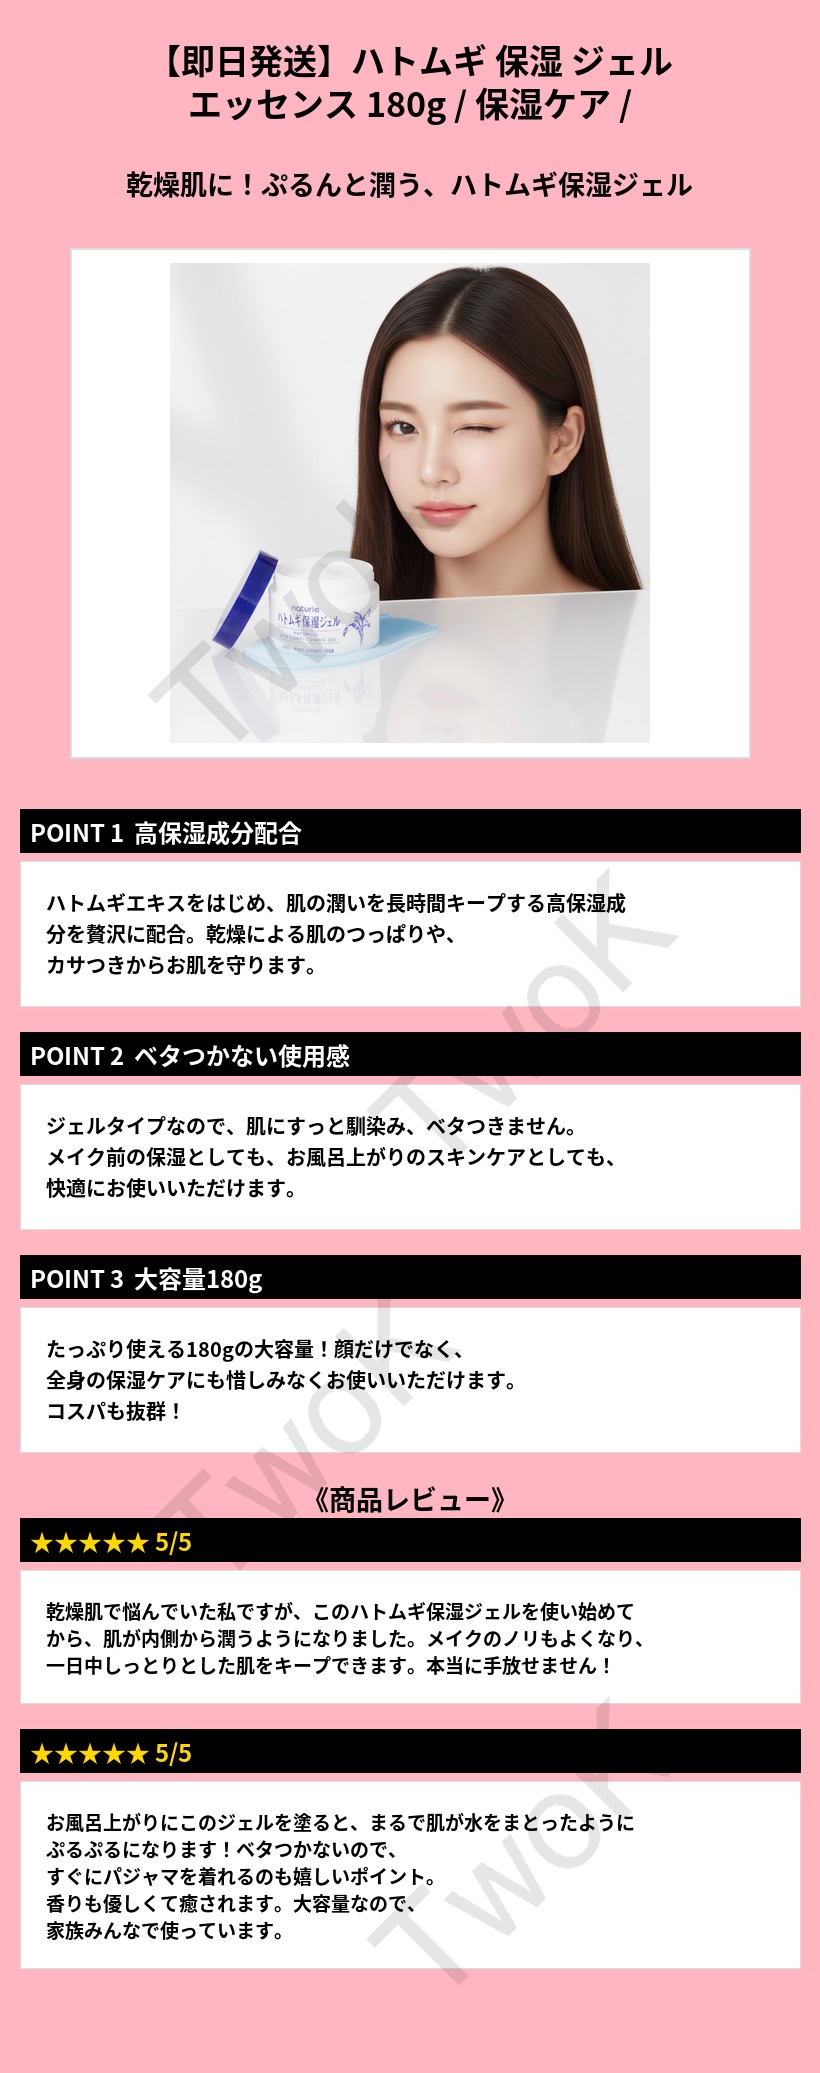 【即日発送】ハトムギ 保湿 ジェル
エッセンス 180g / 保湿ケア /
乾燥肌に！ぷるんと潤う、ハトムギ保湿ジェル
naturie
ハトムギ保湿ジェル
HATOMUGI
SKIN CONDITIONING GEL
TwoK
POINT 1 高保湿成分配合
ハトムギエキスをはじめ、肌の潤いを長時間キープする高保湿成
分を贅沢に配合。乾燥による肌のつっぱりや、
カサつきからお肌を守ります。
TwoK
POINT 2 ベタつかない使用感
ジェルタイプなので、肌にすっと馴染み、ベタつきません。
メイク前の保湿としても、お風呂上がりのスキンケアとしても、
快適にお使いいただけます。
POINT 3 大容量180g
たっぷり使える180gの大容量！顔だけでなく、
全身の保湿ケアにも惜しみなくお使いいただけます。
コスパも抜群！
TwoK
《商品レビュー》
★★★★★ 5/5
乾燥肌で悩んでいた私ですが、このハトムギ保湿ジェルを使い始めて
から、肌が内側から潤うようになりました。メイクのノリもよくなり、
一日中しっとりとした肌をキープできます。本当に手放せません！
★★★★★ 5/5
お風呂上がりにこのジェルを塗ると、まるで肌が水をまとったように
ぷるぷるになります！ベタつかないので、
すぐにパジャマを着れるのも嬉しいポイント。
香りも優しくて癒されます。大容量なので、
家族みんなで使っています。
TwoK